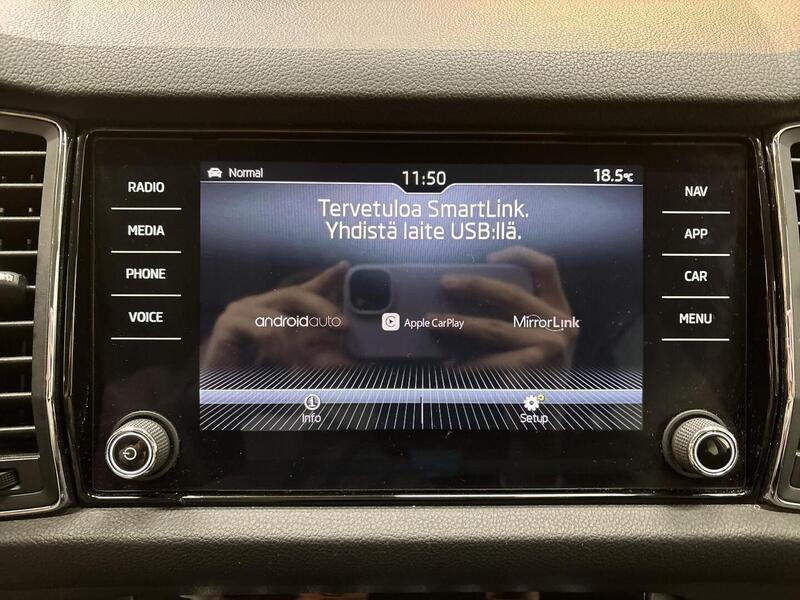 RADIO
MEDIA
PHONE
VOICE
Normal
11:50
18.5°C
Tervetuloa SmartLink.
Yhdistä laite USB:llä.
androidauto
Apple CarPlay
MirrorLink
Info
Setup
NAV
APP
CAR
MENU